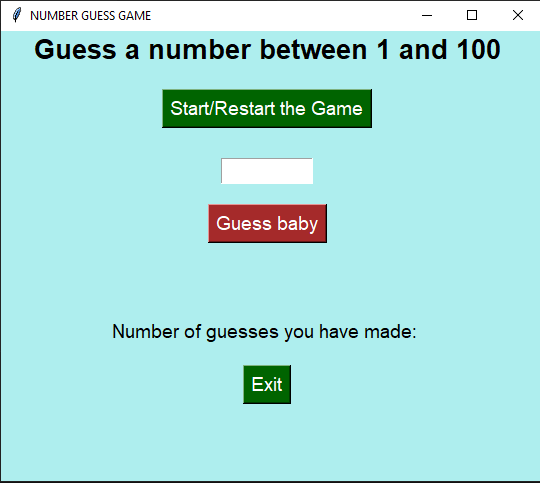 NUMBER GUESS GAME
Guess a number between 1 and 100
Start/Restart the Game
Guess baby
Number of guesses you have made:
Exit